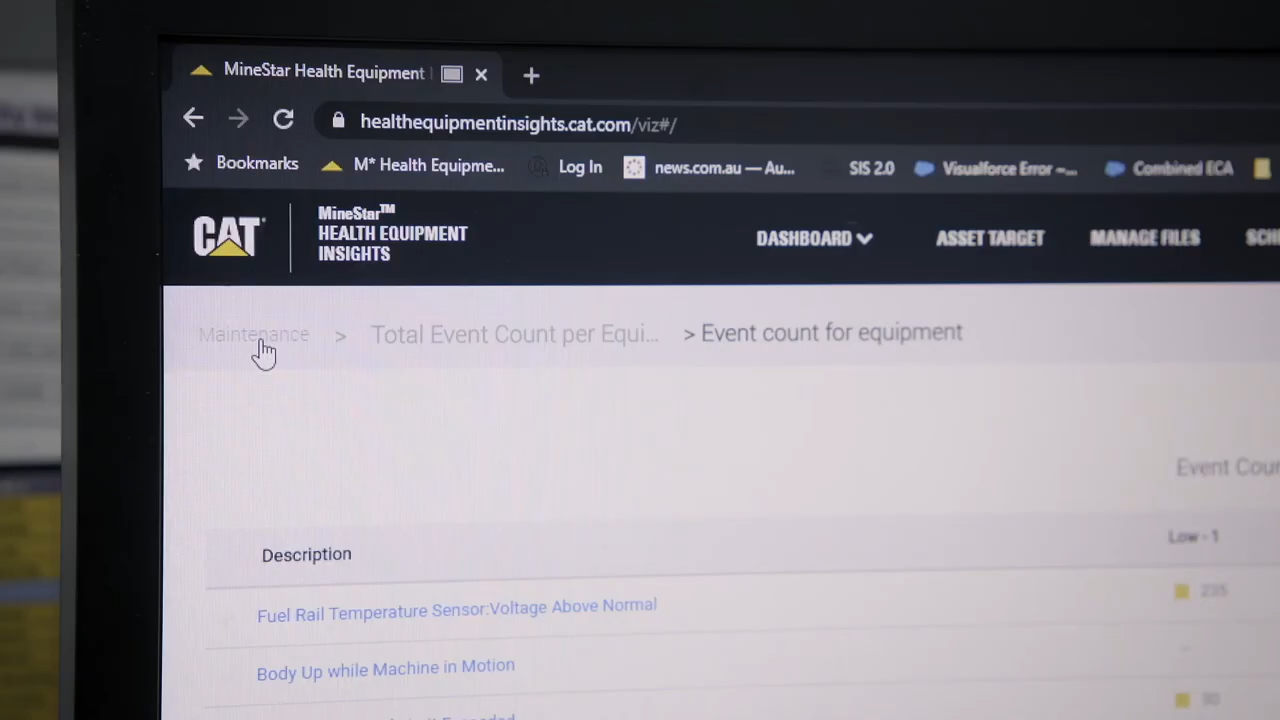 MineStar Health Equipment
healthequipmentinsights.cat.com/viz#/
Bookmarks M* Health Equipme... Log In news.com.au — Au... SIS 2.0 Visualforce Error –... Combined ECA
CAT MineStar™ HEALTH EQUIPMENT INSIGHTS
DASHBOARD ASSET TARGET MANAGE FILES
Maintenance > Total Event Count per Equi... > Event count for equipment
Event
Description Low - 1
Fuel Rail Temperature Sensor:Voltage Above Normal 235
Body Up while Machine in Motion -
Exceeded